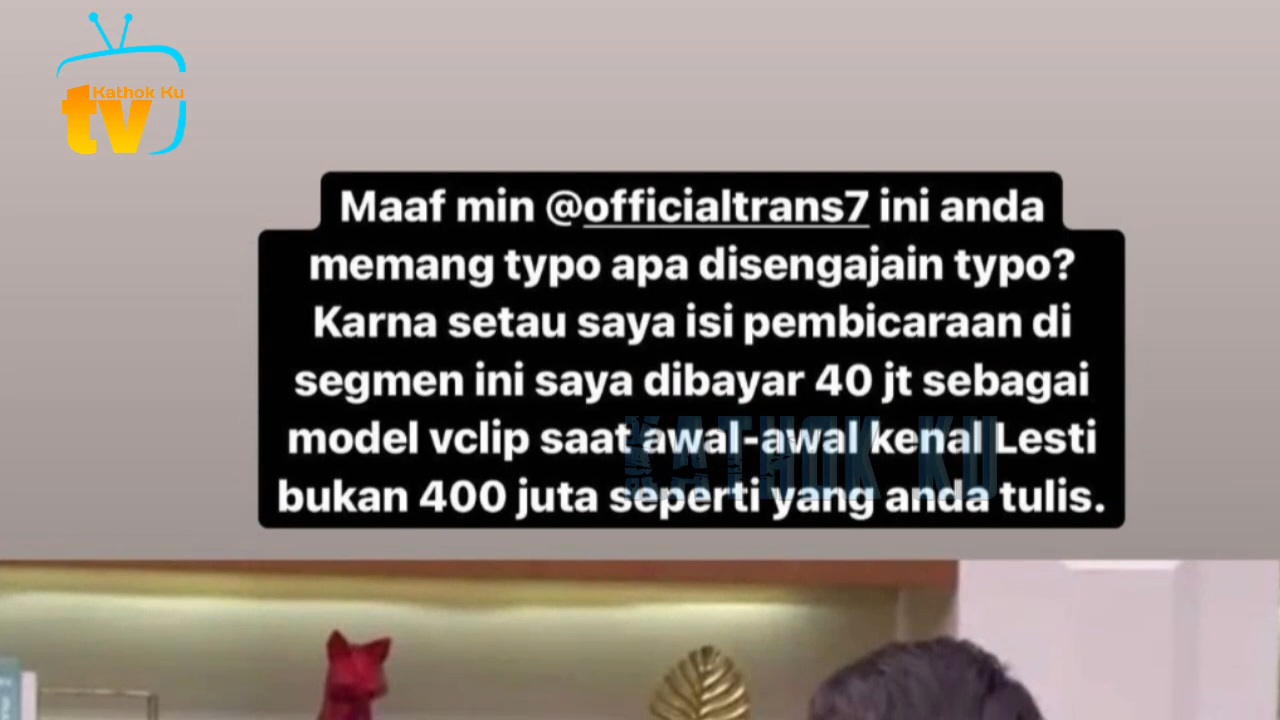 Kathok Ku
tv
Maaf min @officialtrans7 ini anda
memang typo apa disengajain typo?
Karna setau saya isi pembicaraan di
segmen ini saya dibayar 40 jt sebagai
model vclip saat awal-awal kenal Lesti
bukan 400 juta seperti yang anda tulis.
KATHOK KU